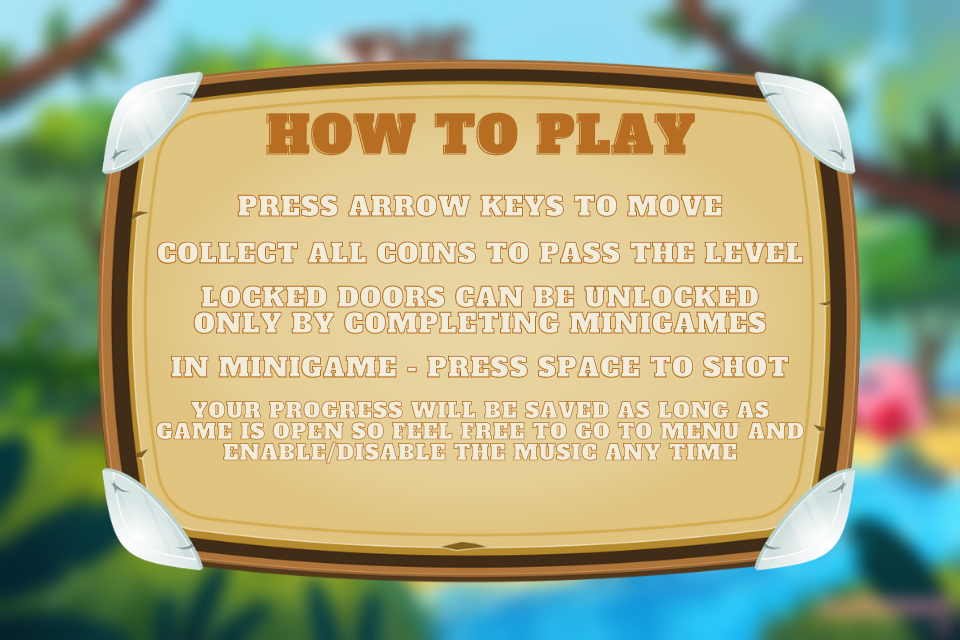 THE
HOW TO PLAY
PRESS ARROW KEYS TO MOVE
COLLECT ALL COINS TO PASS THE LEVEL
LOCKED DOORS CAN BE UNLOCKED
ONLY BY COMPLETING MINIGAMES
IN MINIGAME - PRESS SPACE TO SHOT
YOUR PROGRESS WILL BE SAVED AS LONG AS
GAME IS OPEN SO FEEL FREE TO GO TO MENU AND
ENABLE/DISABLE THE MUSIC ANY TIME